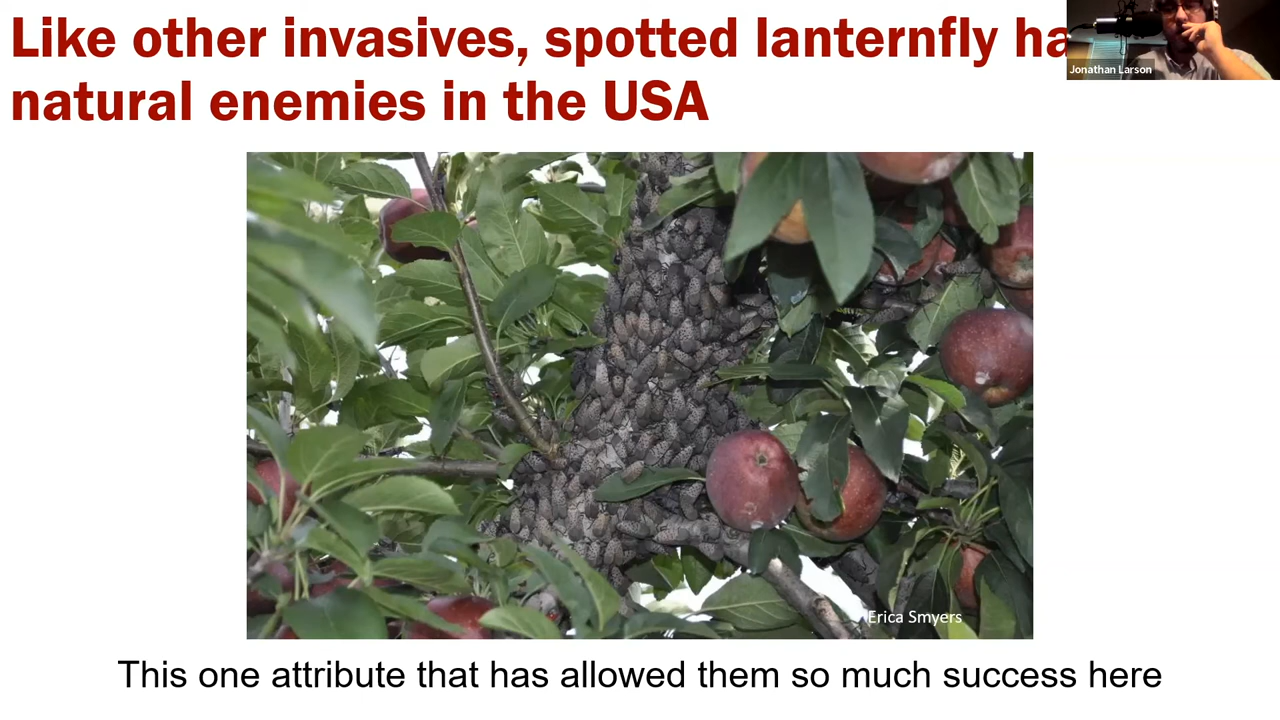 Like other invasives, spotted lanternfly ha
natural enemies in the USA
Jonathan Larson
Erica Smyers
This one attribute that has allowed them so much success here